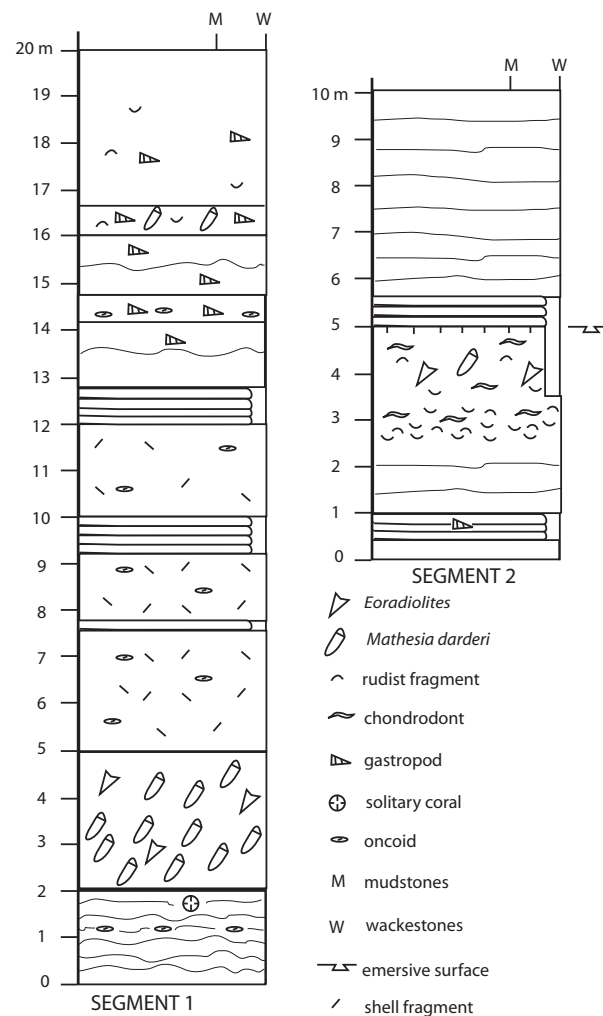 M W
20 m
19
18
17
16
15
14
13
12
11
10
9
8
7
6
5
4
3
2
1
0
SEGMENT 1
M W
10 m
9
8
7
6
5
4
3
2
1
0
SEGMENT 2
Eoradiolites
Mathesia darderi
rudist fragment
chondrodont
gastropod
solitary coral
oncoid
M mudstones
W wackestones
emersive surface
shell fragment